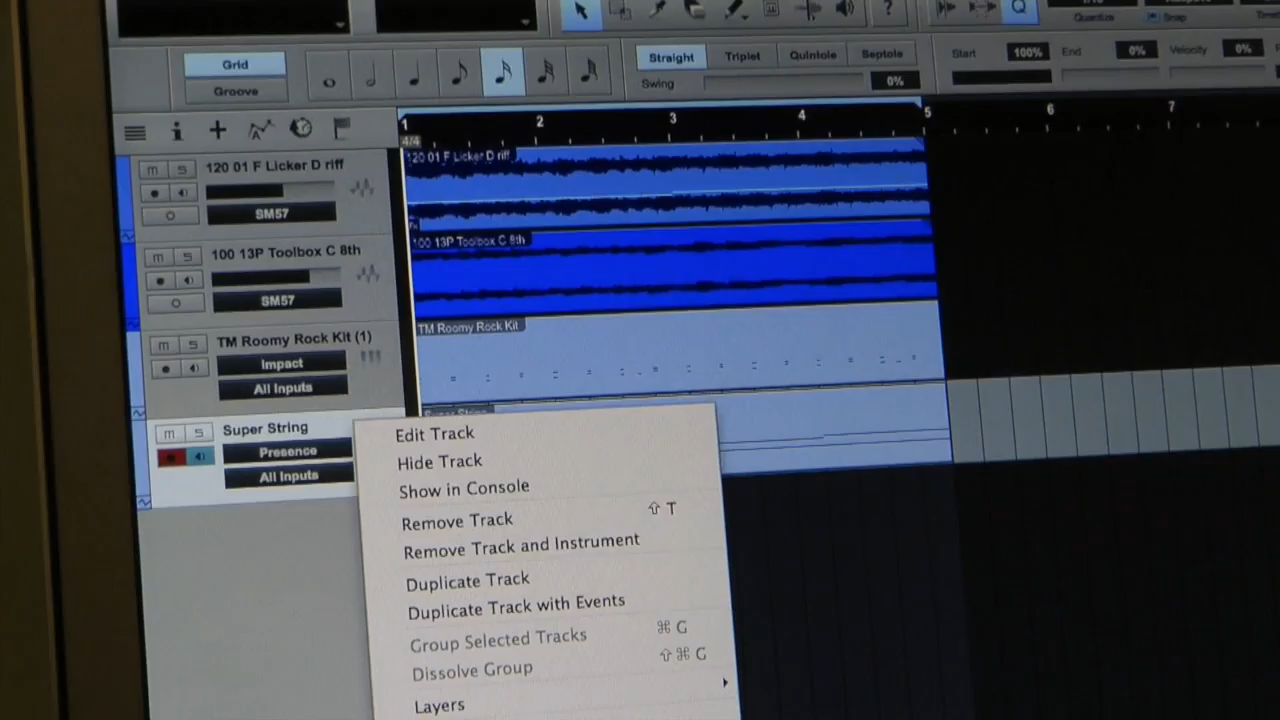 Quantize
Snap
Grid
Groove
Straight
Triplet
Quintole
Septole
Swing
0%
Start
100%
End
0%
Velocity
0%
1
2
3
4
5
6
7
4/4
m S
120 01 F Licker D riff
SM57
120 01 F Licker D riff
m S
100 13P Toolbox C 8th
SM57
100 13P Toolbox C 8th
m S
TM Roomy Rock Kit (1)
Impact
All Inputs
TM Roomy Rock Kit
m S
Super String
Presence
All Inputs
Super String
Edit Track
Hide Track
Show in Console
Remove Track ⇧ T
Remove Track and Instrument
Duplicate Track
Duplicate Track with Events
Group Selected Tracks ⌘ G
Dissolve Group ⇧ ⌘ G
Layers